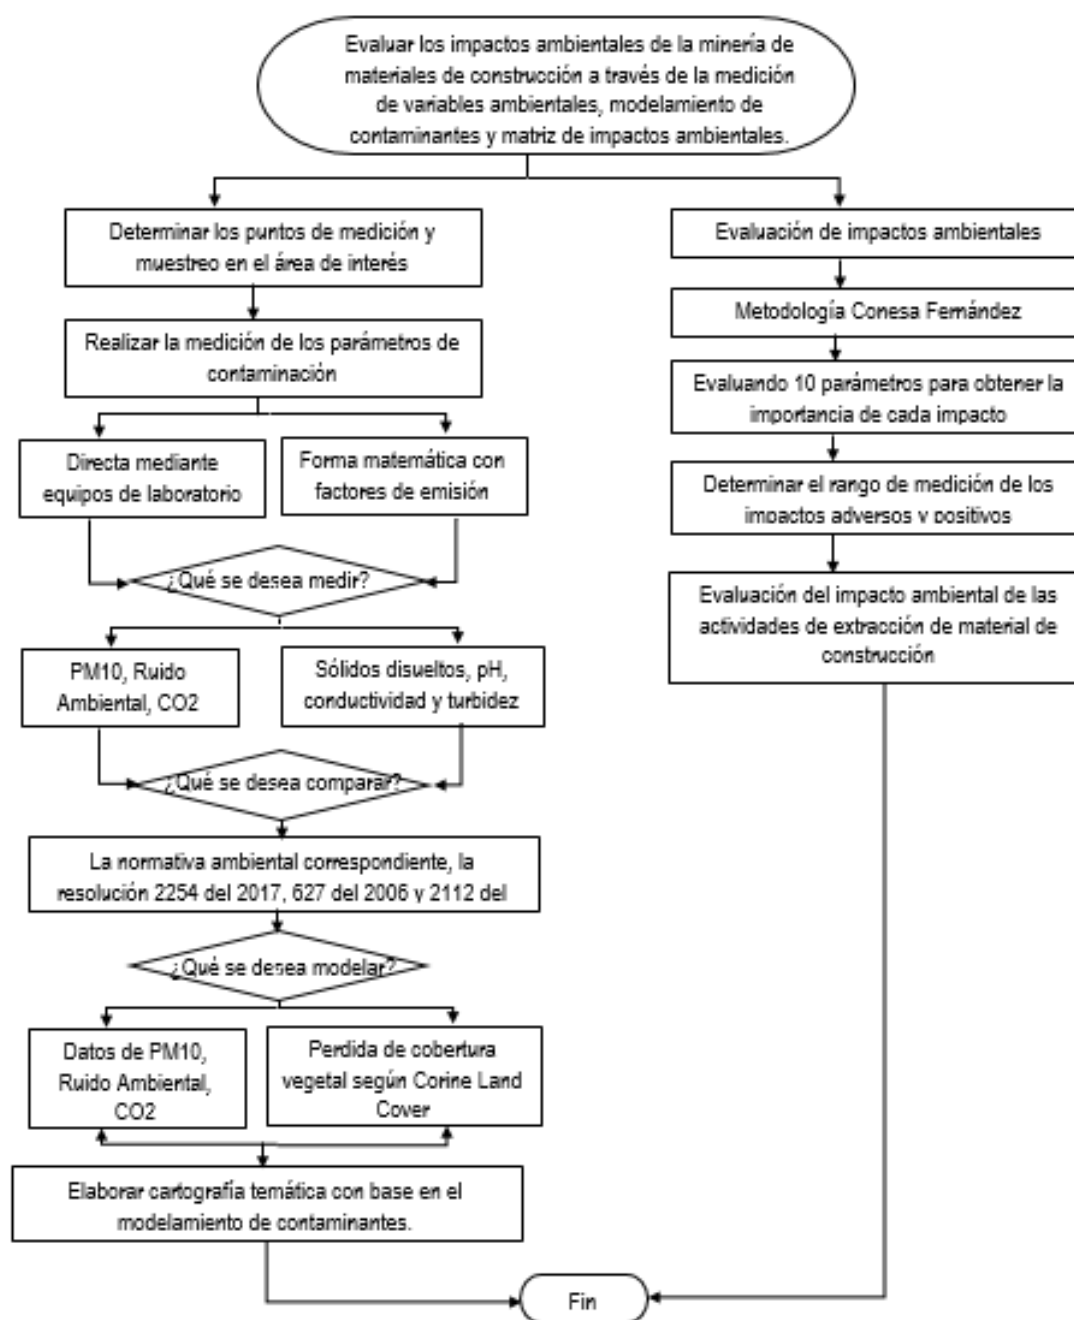 Evaluar los impactos ambientales de la minería de
materiales de construcción a través de la medición
de variables ambientales, modelamiento de
contaminantes y matriz de impactos ambientales.
Determinar los puntos de medición y
muestreo en el área de interés
Realizar la medición de los parámetros de
contaminación
Directa mediante
equipos de laboratorio
Forma matemática con
factores de emisión
¿Qué se desea medir?
PM10, Ruido
Ambiental, CO2
Sólidos disueltos, pH,
conductividad y turbidez
¿Qué se desea comparar?
La normativa ambiental correspondiente, la
resolución 2254 del 2017, 627 del 2006 y 2112 del
¿Qué se desea modelar?
Datos de PM10,
Ruido Ambiental,
CO2
Perdida de cobertura
vegetal según Corine Land
Cover
Elaborar cartografía temática con base en el
modelamiento de contaminantes.
Evaluación de impactos ambientales
Metodología Conesa Fernández
Evaluando 10 parámetros para obtener la
importancia de cada impacto
Determinar el rango de medición de los
impactos adversos y positivos
Evaluación del impacto ambiental de las
actividades de extracción de material de
construcción
Fin